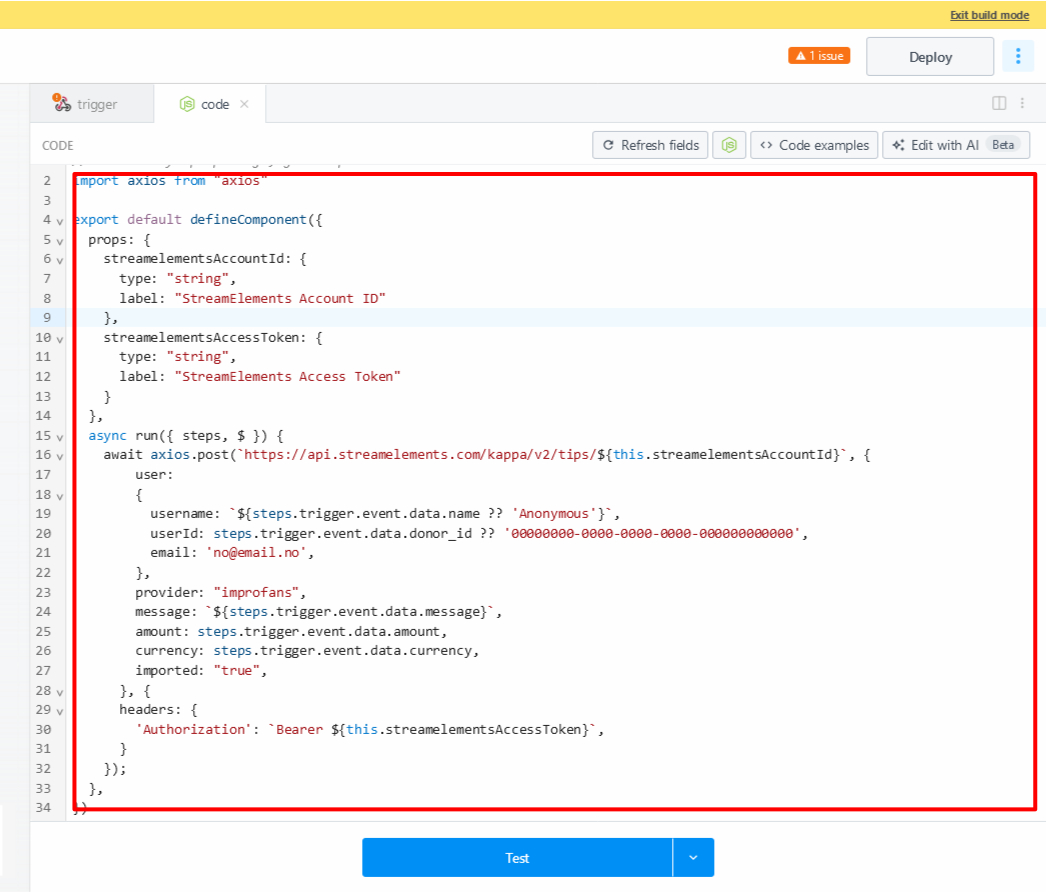 Exit build mode
1 issue
Deploy
trigger
code
CODE
Refresh fields
Code examples
Edit with AI Beta
2 import axios from "axios"
3
4 export default defineComponent({
5 props: {
6 streamelementsAccountId: {
7 type: "string",
8 label: "StreamElements Account ID"
9 },
10 streamelementsAccessToken: {
11 type: "string",
12 label: "StreamElements Access Token"
13 }
14 },
15 async run({ steps, $ }) {
16 await axios.post(`https://api.streamelements.com/kappa/v2/tips/${this.streamelementsAccountId}`, {
17 user:
18 {
19 username: `${steps.trigger.event.data.name ?? 'Anonymous'}`,
20 userId: steps.trigger.event.data.donor_id ?? '00000000-0000-0000-0000-000000000000',
21 email: 'no@email.no',
22 },
23 provider: "improfans",
24 message: `${steps.trigger.event.data.message}`,
25 amount: steps.trigger.event.data.amount,
26 currency: steps.trigger.event.data.currency,
27 imported: "true",
28 }, {
29 headers: {
30 'Authorization': `Bearer ${this.streamelementsAccessToken}`,
31 }
32 });
33 },
34 })
Test